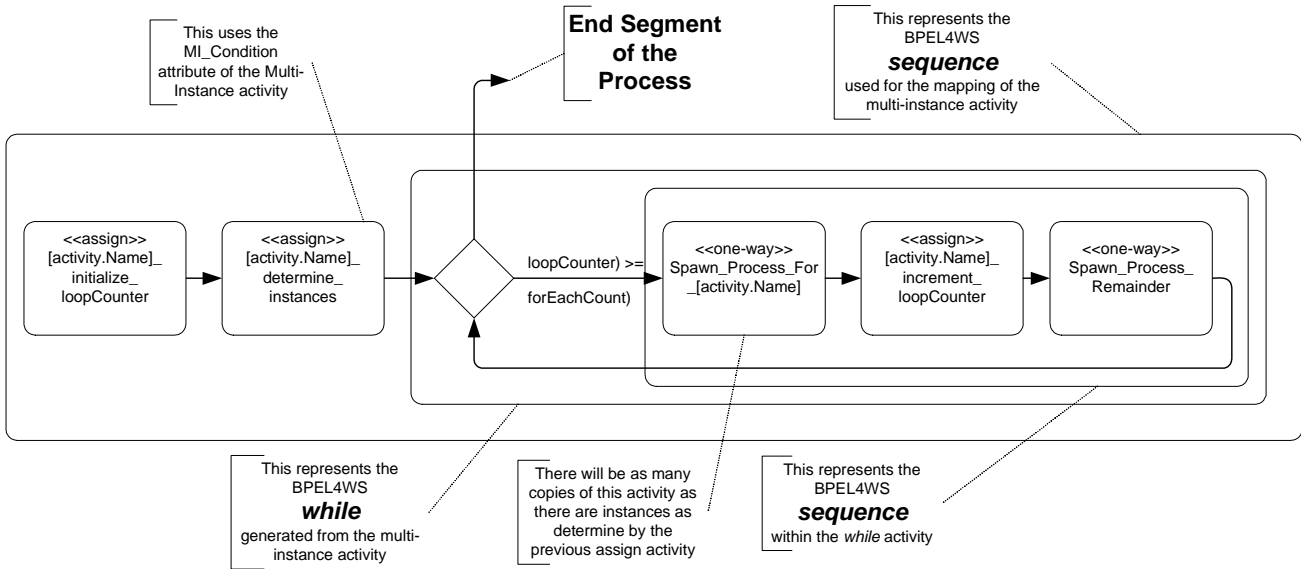 This uses the
MI_Condition
attribute of the Multi-
Instance activity
End Segment
of the
Process
This represents the
BPEL4WS
sequence
used for the mapping of the
multi-instance activity
<<assign>>
[activity.Name]_
initialize_
loopCounter
<<assign>>
[activity.Name]_
determine_
instances
loopCounter) >=
forEachCount)
<<one-way>>
Spawn_Process_For
_[activity.Name]
<<assign>>
[activity.Name]_
increment_
loopCounter
<<one-way>>
Spawn_Process_
Remainder
This represents the
BPEL4WS
while
generated from the multi-
instance activity
There will be as many
copies of this activity as
there are instances as
determine by the
previous assign activity
This represents the
BPEL4WS
sequence
within the while activity